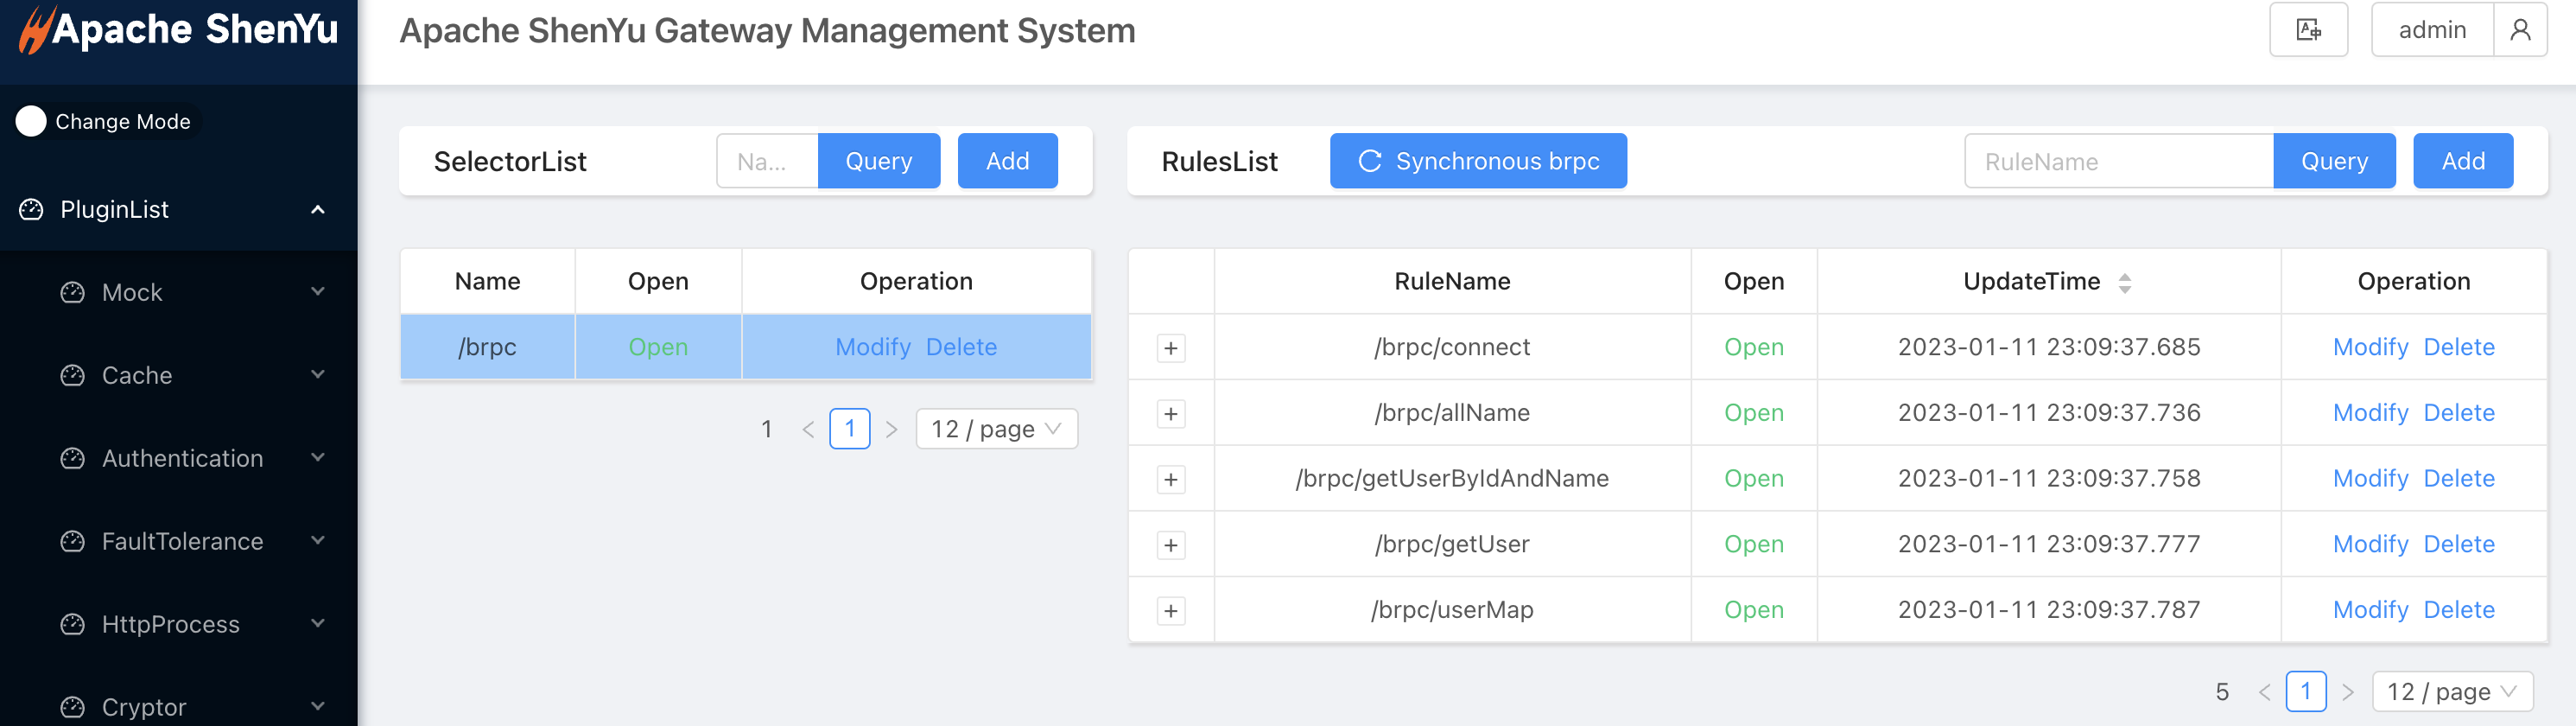 Apache ShenYu
Apache ShenYu Gateway Management System
admin
Change Mode
PluginList
Mock
Cache
Authentication
FaultTolerance
HttpProcess
Cryptor
SelectorList
Na...
Query
Add
Name Open Operation
/brpc Open Modify Delete
1 < 1 > 12 / page
RulesList
Synchronous brpc
RuleName
Query
Add
RuleName Open UpdateTime Operation
+ /brpc/connect Open 2023-01-11 23:09:37.685 Modify Delete
+ /brpc/allName Open 2023-01-11 23:09:37.736 Modify Delete
+ /brpc/getUserByIdAndName Open 2023-01-11 23:09:37.758 Modify Delete
+ /brpc/getUser Open 2023-01-11 23:09:37.777 Modify Delete
+ /brpc/userMap Open 2023-01-11 23:09:37.787 Modify Delete
5 < 1 > 12 / page